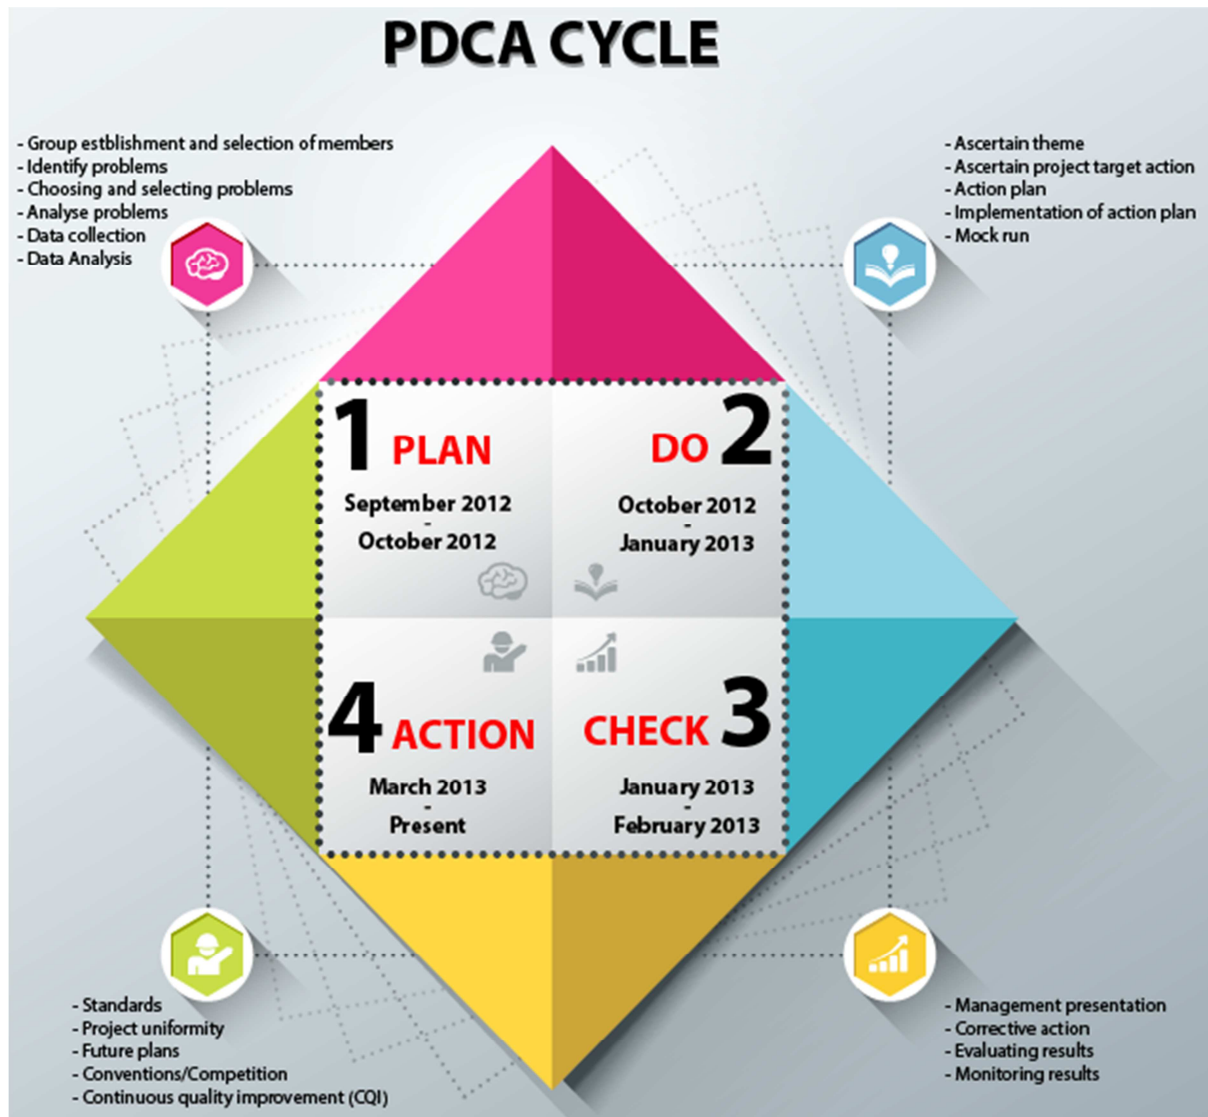 PDCA CYCLE
- Group estblishment and selection of members
- Identify problems
- Choosing and selecting problems
- Analyse problems
- Data collection
- Data Analysis
- Ascertain theme
- Ascertain project target action
- Action plan
- Implementation of action plan
- Mock run
1 PLAN
September 2012
-
October 2012
DO 2
October 2012
-
January 2013
4 ACTION
March 2013
-
Present
CHECK 3
January 2013
-
February 2013
- Standards
- Project uniformity
- Future plans
- Conventions/Competition
- Continuous quality improvement (CQI)
- Management presentation
- Corrective action
- Evaluating results
- Monitoring results